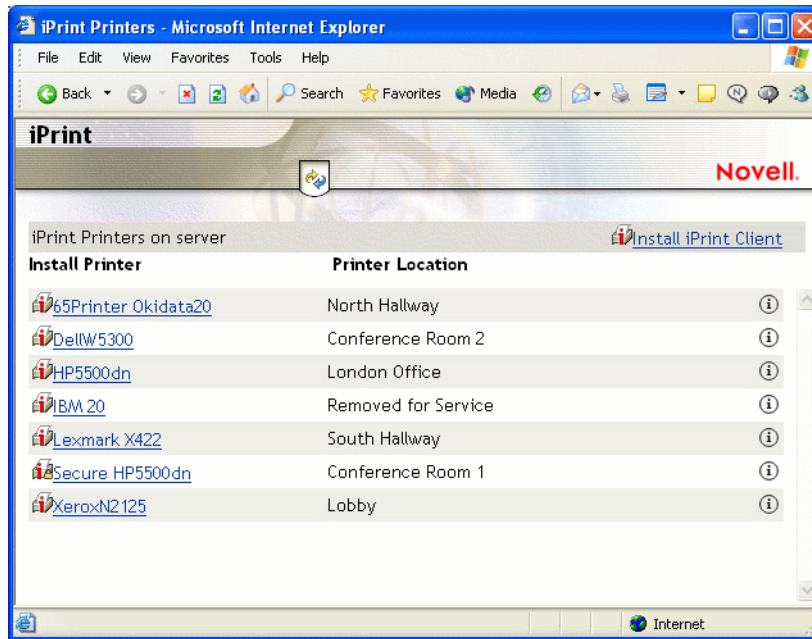 iPrint Printers - Microsoft Internet Explorer
File Edit View Favorites Tools Help
Back Search Favorites Media
iPrint
Novell.
iPrint Printers on server Install iPrint Client
Install Printer Printer Location
65Printer Okidata20 North Hallway
DellW5300 Conference Room 2
HP5500dn London Office
IBM 20 Removed for Service
Lexmark X422 South Hallway
Secure HP5500dn Conference Room 1
XeroxN2125 Lobby
Internet